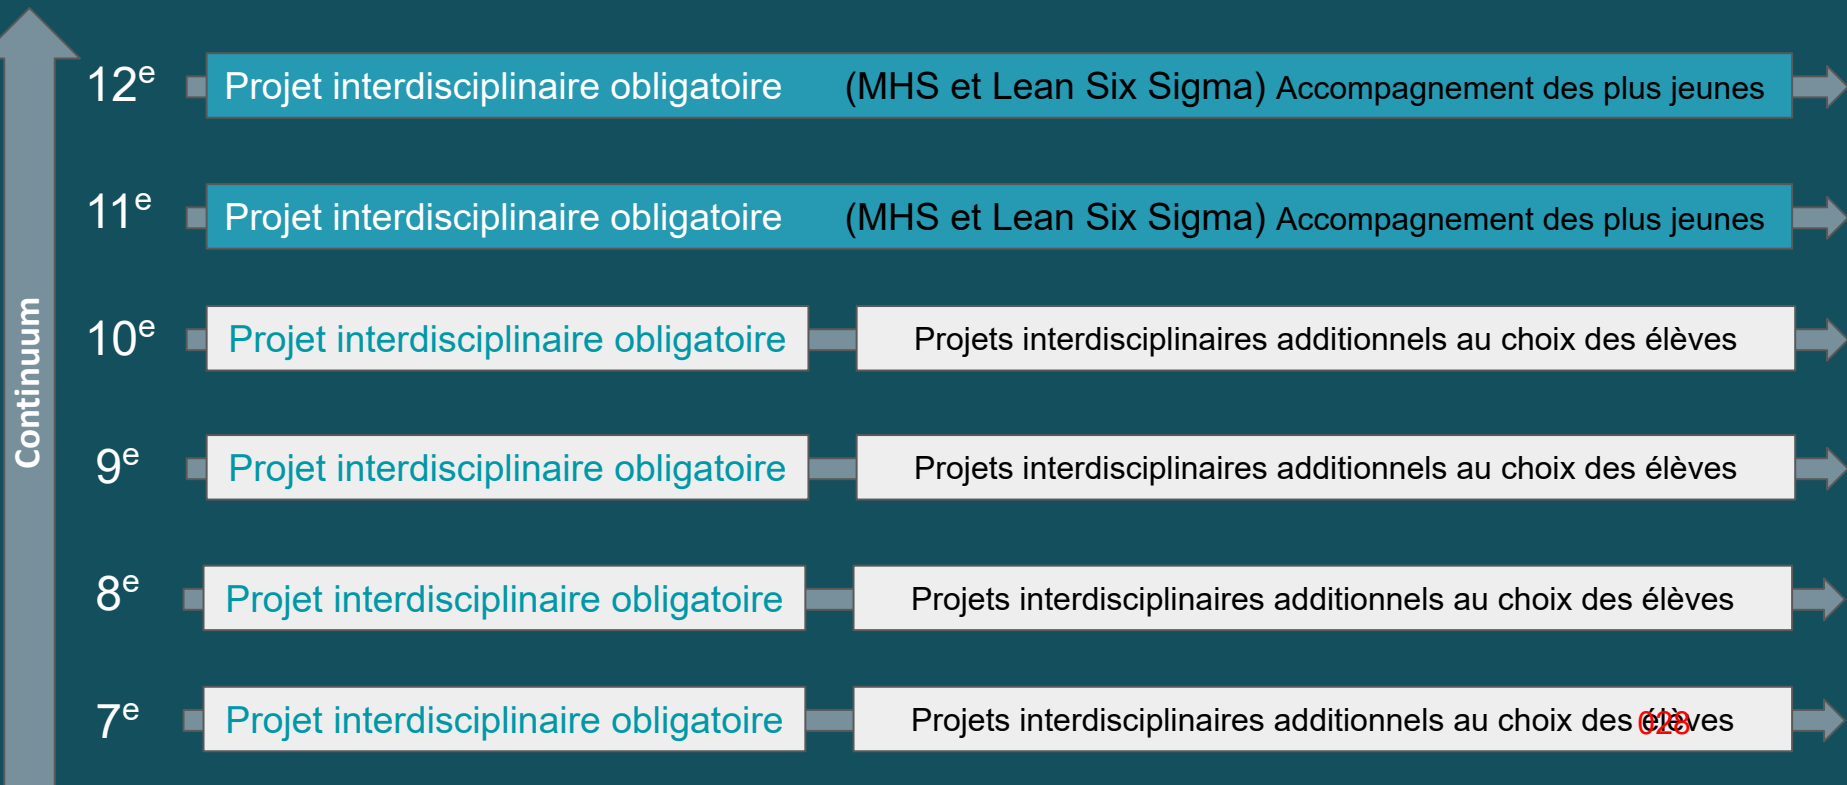 12e Projet interdisciplinaire obligatoire (MHS et Lean Six Sigma) Accompagnement des plus jeunes
11e Projet interdisciplinaire obligatoire (MHS et Lean Six Sigma) Accompagnement des plus jeunes
Continuum
10e Projet interdisciplinaire obligatoire Projets interdisciplinaires additionnels au choix des élèves
9e Projet interdisciplinaire obligatoire Projets interdisciplinaires additionnels au choix des élèves
8e Projet interdisciplinaire obligatoire Projets interdisciplinaires additionnels au choix des élèves
7e Projet interdisciplinaire obligatoire Projets interdisciplinaires additionnels au choix des élèves
028